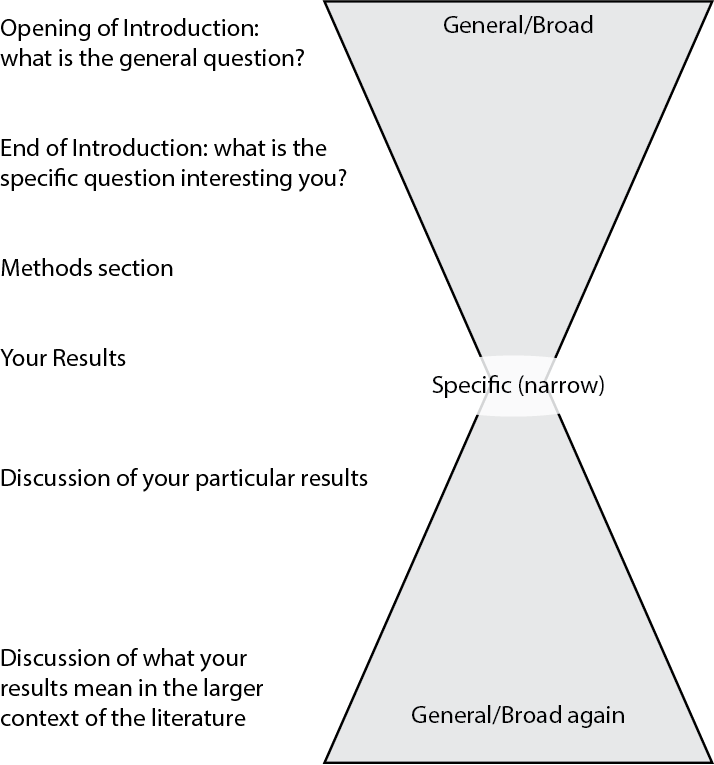 Opening of Introduction:
what is the general question?
General/Broad
End of Introduction: what is the
specific question interesting you?
Methods section
Your Results
Specific (narrow)
Discussion of your particular results
Discussion of what your
results mean in the larger
context of the literature
General/Broad again